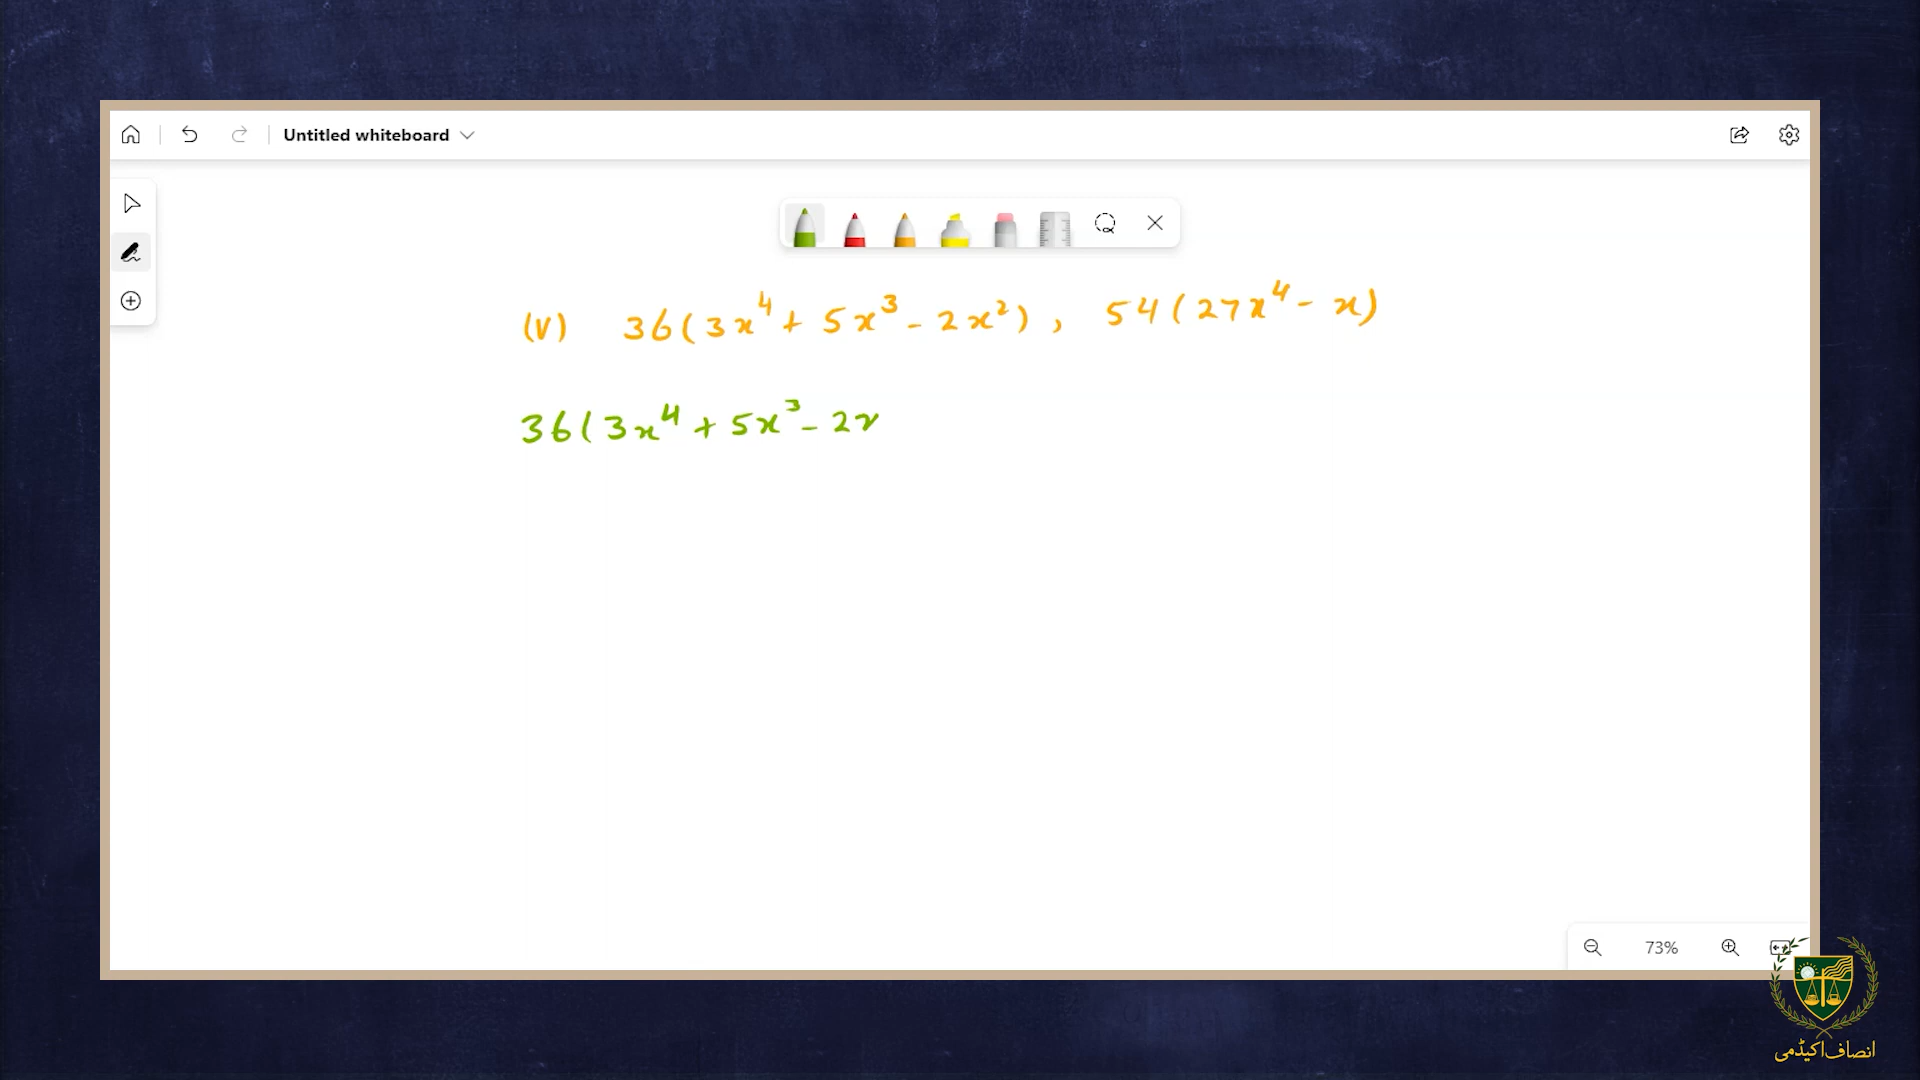 Untitled whiteboard
(V) 36(3x⁴ + 5x³ - 2x²) , 54(27x⁴ - x)
36(3x⁴ + 5x³ - 2x
73%
انصاف اکیڈمی